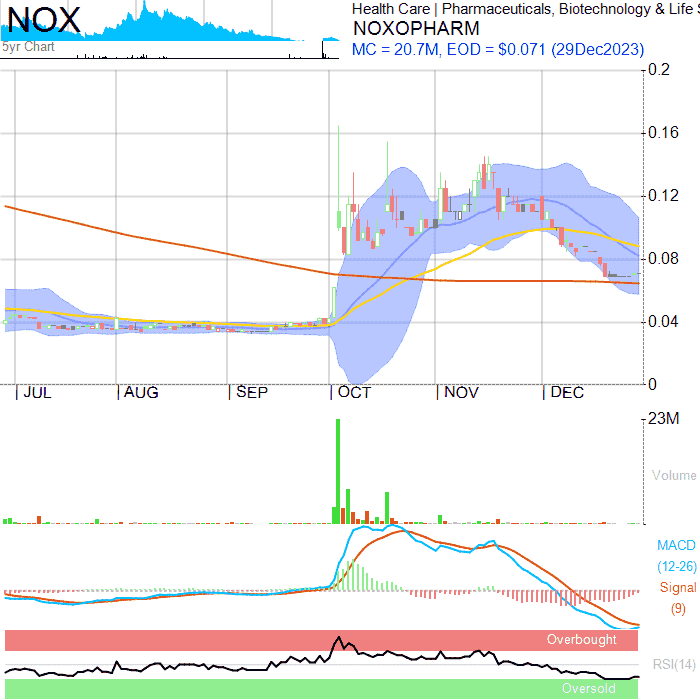 NOX
5yr Chart
Health Care | Pharmaceuticals, Biotechnology & Life S
NOXOPHARM
MC = 20.7M, EOD = $0.071 (29Dec2023)
0.2
0.16
0.12
0.08
0.04
0
JUL AUG SEP OCT NOV DEC
23M
Volume
MACD
(12-26)
Signal
(9)
Overbought
RSI(14)
Oversold